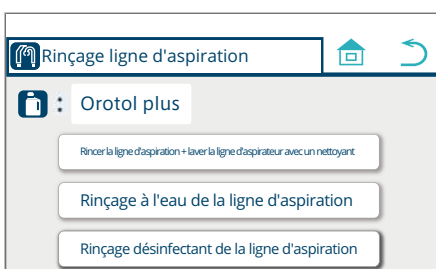 Rinçage ligne d'aspiration
: Orotol plus
Rincer la ligne d'aspiration + laver la ligne d'aspirateur avec un nettoyant
Rinçage à l'eau de la ligne d'aspiration
Rinçage désinfectant de la ligne d'aspiration